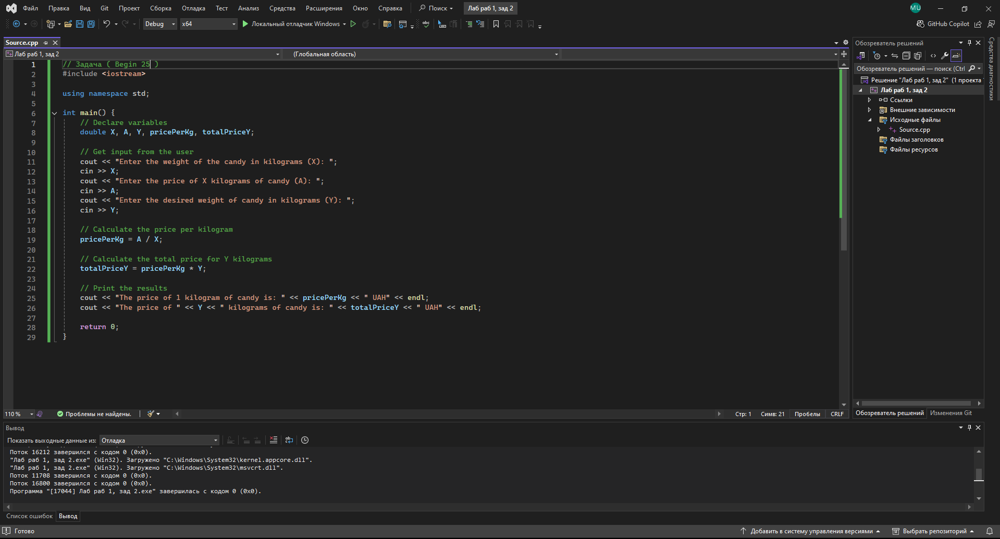 Файл Правка Вид Git Проект Сборка Отладка Тест Анализ Средства Расширения Окно Справка Поиск Лаб раб 1, зад 2 MU
Debug x64 Локальный отладчик Windows GitHub Copilot
Source.cpp
Лаб раб 1, зад 2 (Глобальная область)
1 // Задача ( Begin 25 )
2 #include <iostream>
3
4 using namespace std;
5
6 int main() {
7 // Declare variables
8 double X, A, Y, pricePerKg, totalPriceY;
9
10 // Get input from the user
11 cout << "Enter the weight of the candy in kilograms (X): ";
12 cin >> X;
13 cout << "Enter the price of X kilograms of candy (A): ";
14 cin >> A;
15 cout << "Enter the desired weight of candy in kilograms (Y): ";
16 cin >> Y;
17
18 // Calculate the price per kilogram
19 pricePerKg = A / X;
20
21 // Calculate the total price for Y kilograms
22 totalPriceY = pricePerKg * Y;
23
24 // Print the results
25 cout << "The price of 1 kilogram of candy is: " << pricePerKg << " UAH" << endl;
26 cout << "The price of " << Y << " kilograms of candy is: " << totalPriceY << " UAH" << endl;
27
28 return 0;
29 }
110 % Проблемы не найдены. Стр: 1 Симв: 21 Пробелы CRLF
Обозреватель решений
Обозреватель решений — поиск (Ctrl
Решение "Лаб раб 1, зад 2" (1 проекта
Лаб раб 1, зад 2
Ссылки
Внешние зависимости
Исходные файлы
Source.cpp
Файлы заголовков
Файлы ресурсов
Обозреватель решений Изменения Git
Средства диагностики
Вывод
Показать выходные данные из: Отладка
Поток 16212 завершился с кодом 0 (0x0).
"Лаб раб 1, зад 2.exe" (Win32). Загружено "C:\Windows\System32\kernel.appcore.dll".
"Лаб раб 1, зад 2.exe" (Win32). Загружено "C:\Windows\System32\msvcrt.dll".
Поток 11708 завершился с кодом 0 (0x0).
Поток 16800 завершился с кодом 0 (0x0).
Программа "[17044] Лаб раб 1, зад 2.exe" завершилась с кодом 0 (0x0).
Список ошибок Вывод
Готово Добавить в систему управления версиями Выбрать репозиторий